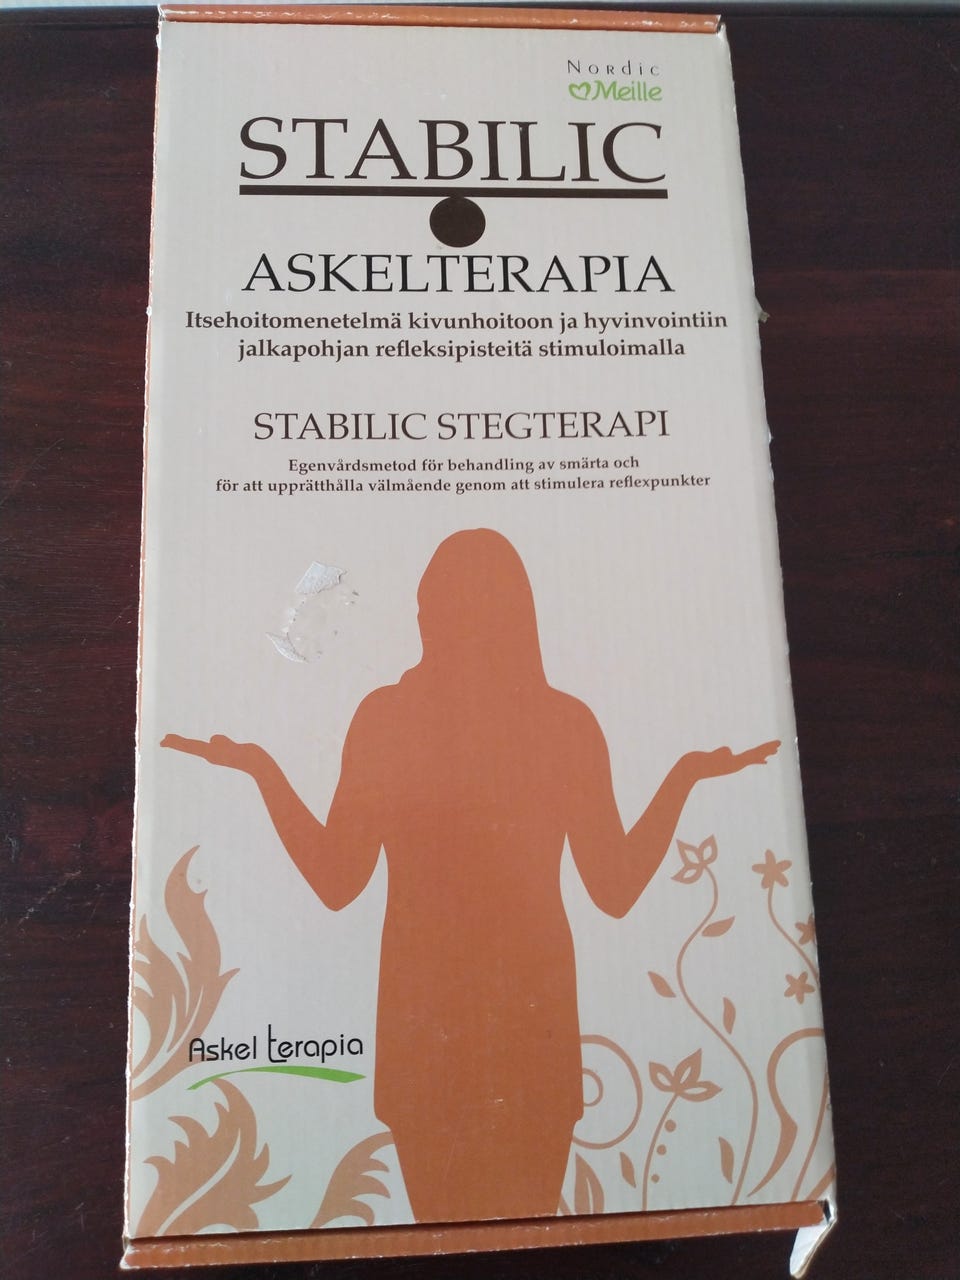 Nordic
Meille
STABILIC
ASKELTERAPIA
Itsehoitomenetelmä kivunhoitoon ja hyvinvointiin
jalkapohjan refleksipisteitä stimuloimalla
STABILIC STEGTERAPI
Egenvårdsmetod för behandling av smärta och
för att upprätthålla välmående genom att stimulera reflexpunkter
Askel terapia